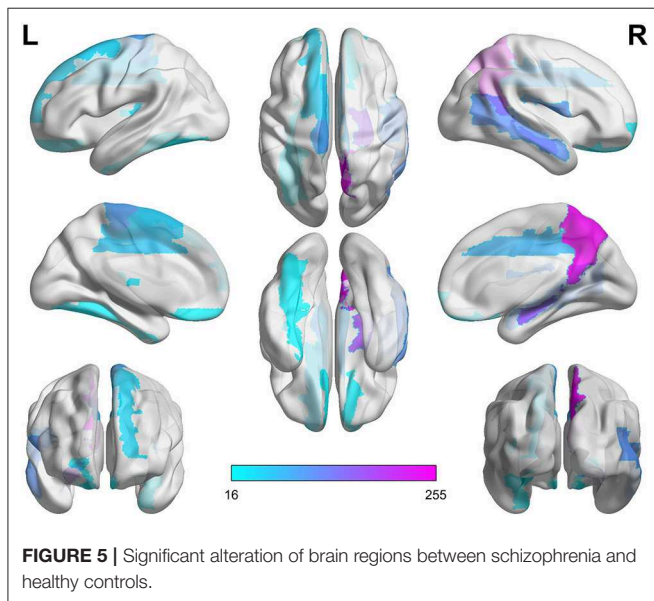 L
R
16
255
FIGURE 5 | Significant alteration of brain regions between schizophrenia and
healthy controls.